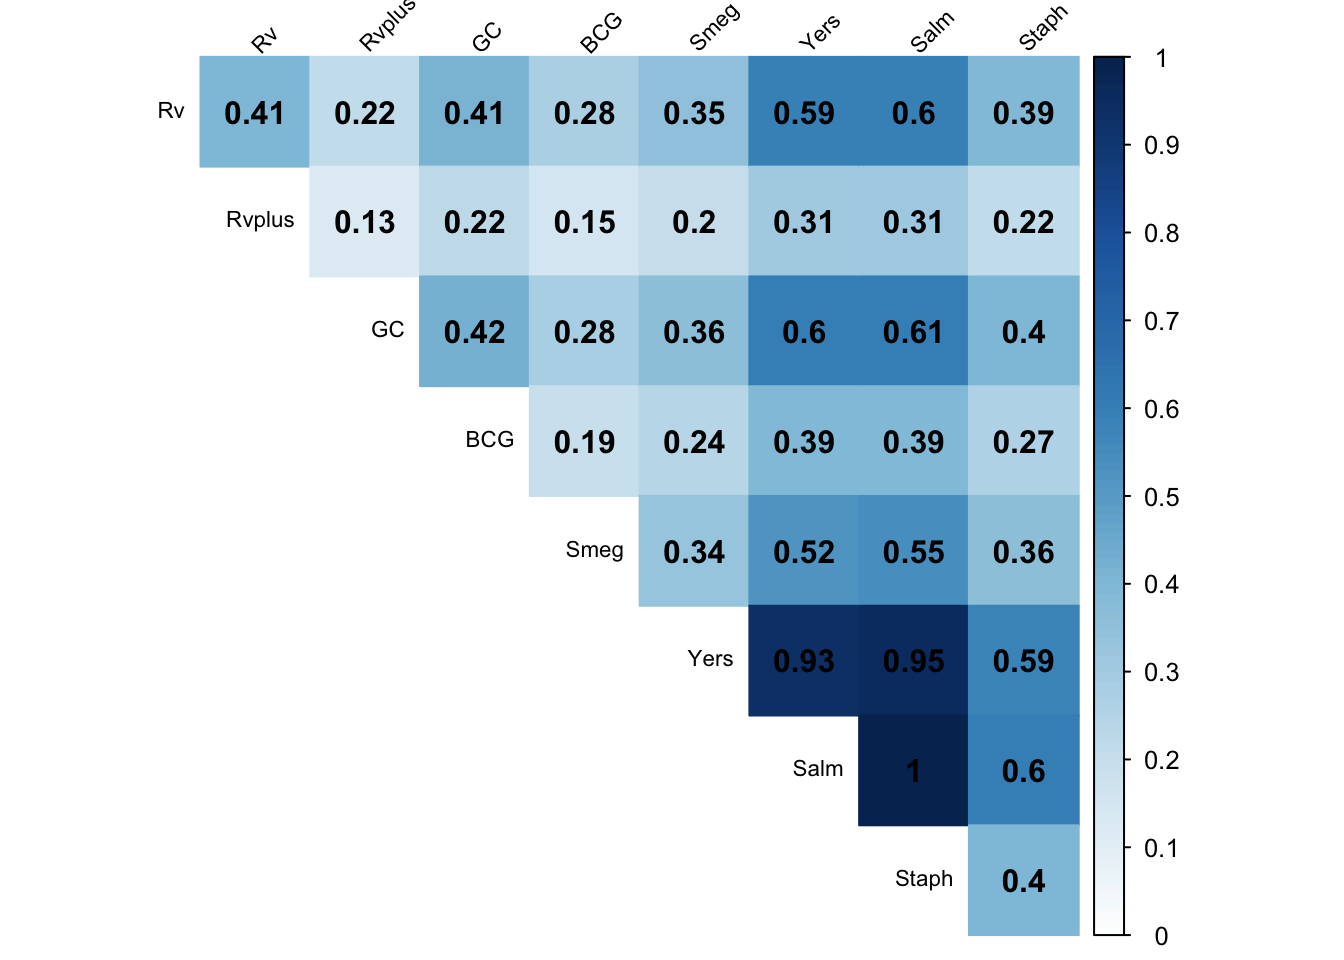 Rv Rvplus GC BCG Smeg Yers Salm Staph
Rv 0.41 0.22 0.41 0.28 0.35 0.59 0.6 0.39
Rvplus 0.13 0.22 0.15 0.2 0.31 0.31 0.22
GC 0.42 0.28 0.36 0.6 0.61 0.4
BCG 0.19 0.24 0.39 0.39 0.27
Smeg 0.34 0.52 0.55 0.36
Yers 0.93 0.95 0.59
Salm 1 0.6
Staph 0.4
1
0.9
0.8
0.7
0.6
0.5
0.4
0.3
0.2
0.1
0